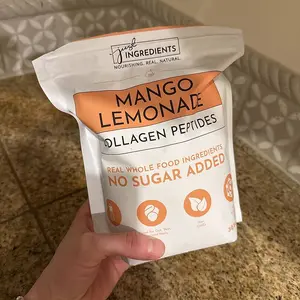 just
INGREDIENTS
NOURISHING. REAL. NATURAL.
MANGO
LEMONADE
COLLAGEN PEPTIDES
REAL WHOLE FOOD INGREDIENTS
NO SUGAR ADDED